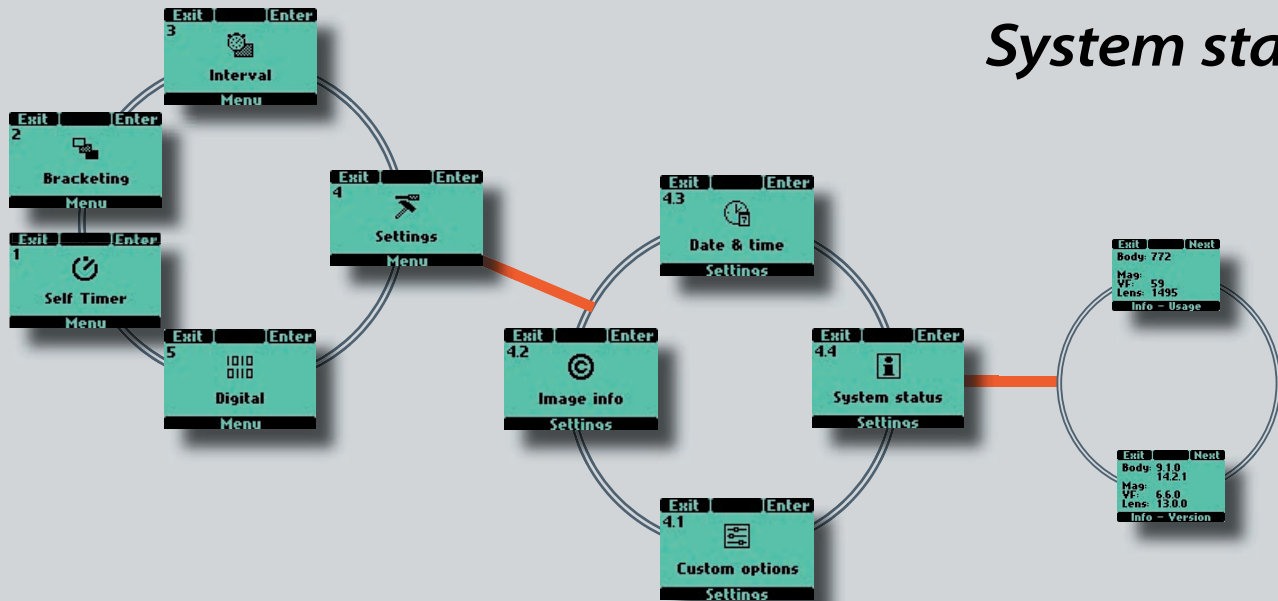 System sta
Exit Enter
3
Interval
Menu
Exit Enter
2
Bracketing
Menu
Exit Enter
4
Settings
Menu
Exit Enter
1
Self Timer
Menu
Exit Enter
5
1010
0110
Digital
Menu
Exit Enter
4.3
?
Date & time
Settings
Exit Enter
4.2
©
Image info
Settings
Exit Enter
4.4
i
System status
Settings
Exit Enter
4.1
Custom options
Settings
Exit Next
Body: 772
Mag:
VF: 59
Lens: 1495
Info - Usage
Exit Next
Body: 9.1.0
14.2.1
Mag:
VF: 6.6.0
Lens: 13.0.0
Info - Version